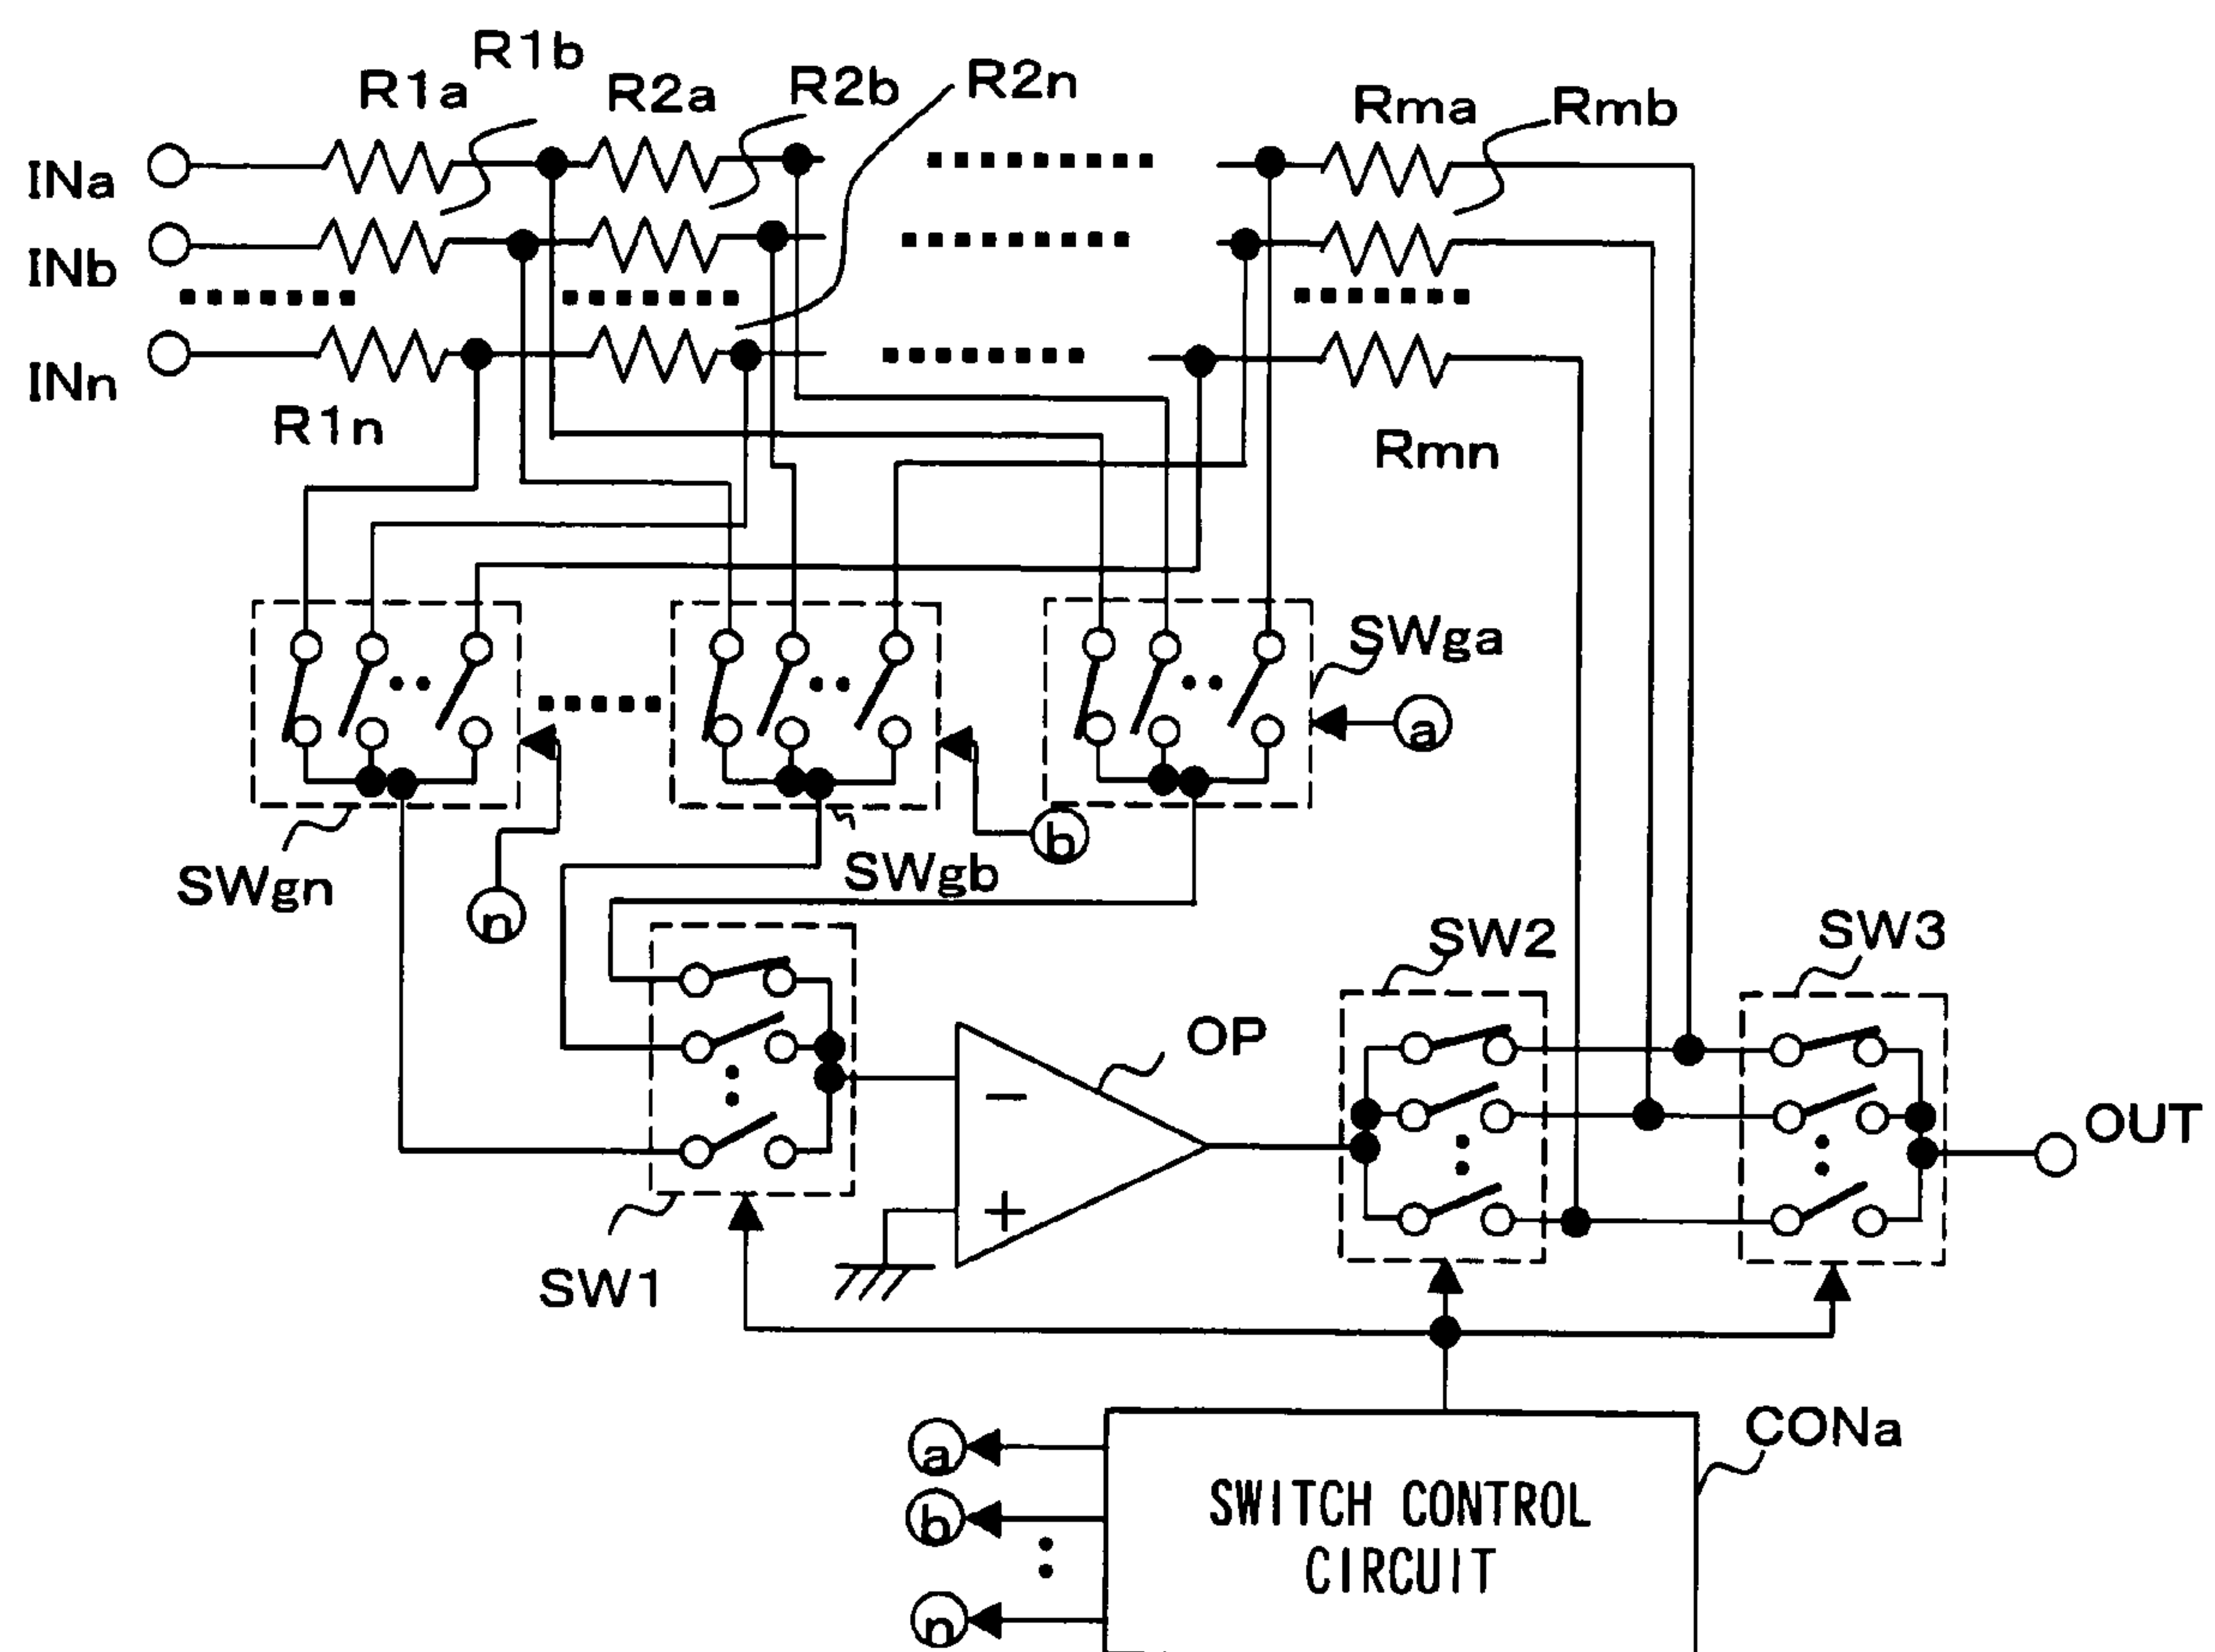 R1b
R1a
R2a
R2b
R2n
Rma
Rmb
INa
INb
INn
R1n
Rmn
SWga
a
b
SWgn
SWgb
n
SW2
SW3
OP
−
+
OUT
SW1
CONa
a
b
n
SWITCH CONTROL
CIRCUIT